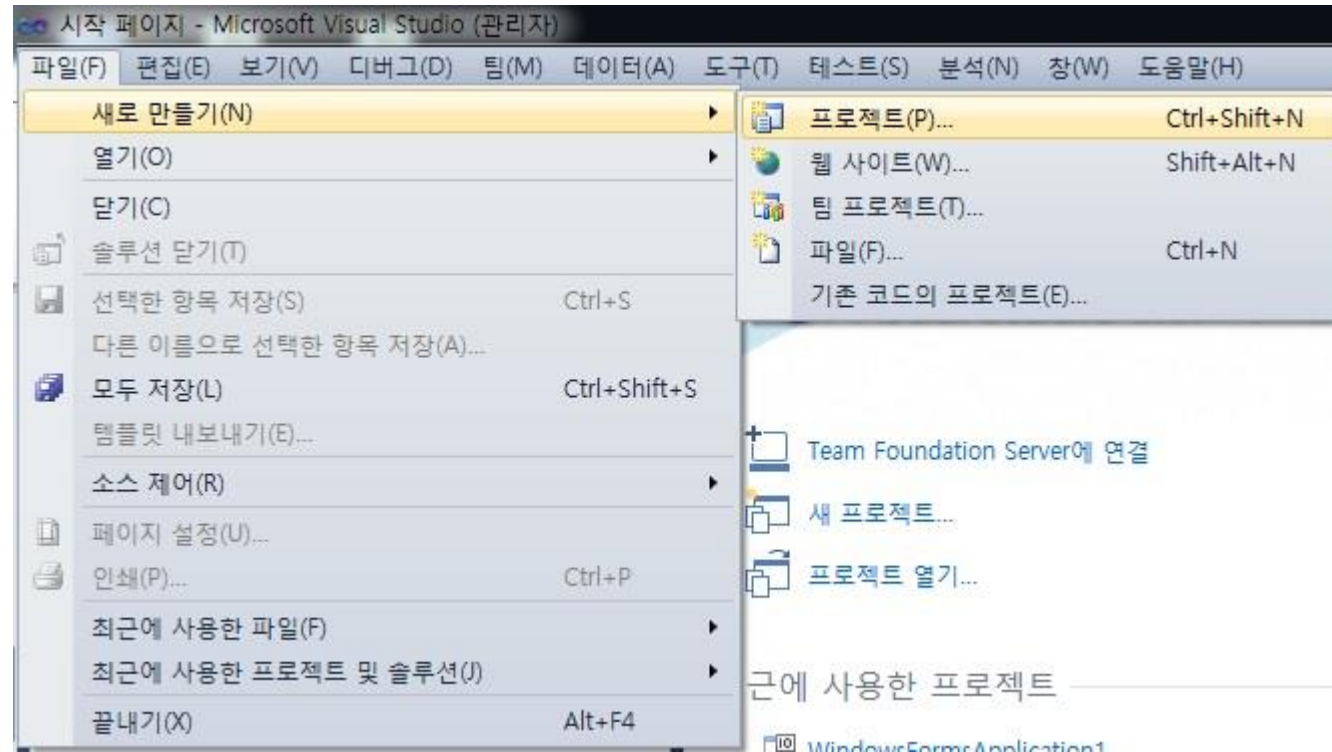 시작 페이지 - Microsoft Visual Studio (관리자)
파일(F) 편집(E) 보기(V) 디버그(D) 팀(M) 데이터(A) 도구(T) 테스트(S) 분석(N) 창(W) 도움말(H)
새로 만들기(N)
열기(O)
닫기(C)
솔루션 닫기(T)
선택한 항목 저장(S) Ctrl+S
다른 이름으로 선택한 항목 저장(A)...
모두 저장(L) Ctrl+Shift+S
템플릿 내보내기(E)...
소스 제어(R)
페이지 설정(U)...
인쇄(P)... Ctrl+P
최근에 사용한 파일(F)
최근에 사용한 프로젝트 및 솔루션(J)
끝내기(X) Alt+F4
프로젝트(P)... Ctrl+Shift+N
웹 사이트(W)... Shift+Alt+N
팀 프로젝트(T)...
파일(F)... Ctrl+N
기존 코드의 프로젝트(E)...
Team Foundation Server에 연결
새 프로젝트...
프로젝트 열기...
근에 사용한 프로젝트
WindowsFormsApplication1